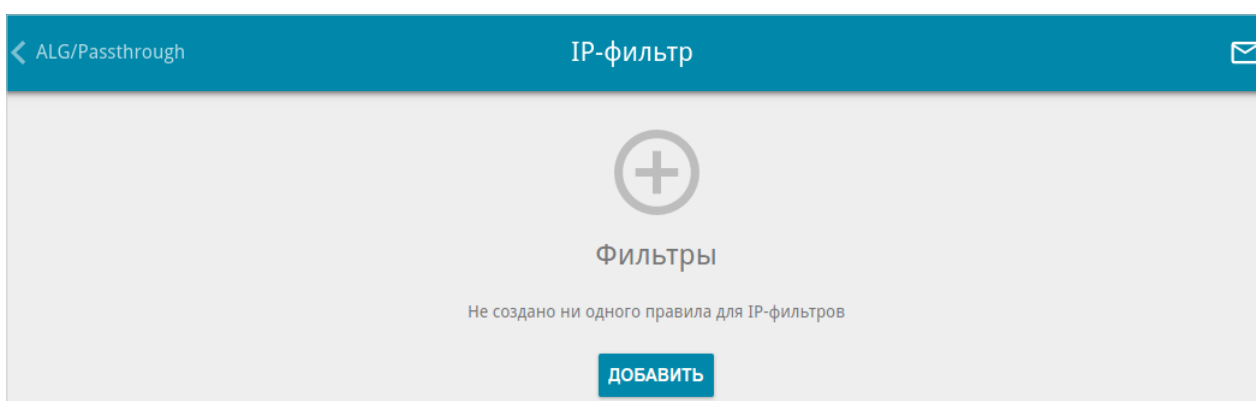 ALG/Passthrough
IP-фильтр
Фильтры
Не создано ни одного правила для IP-фильтров
ДОБАВИТЬ